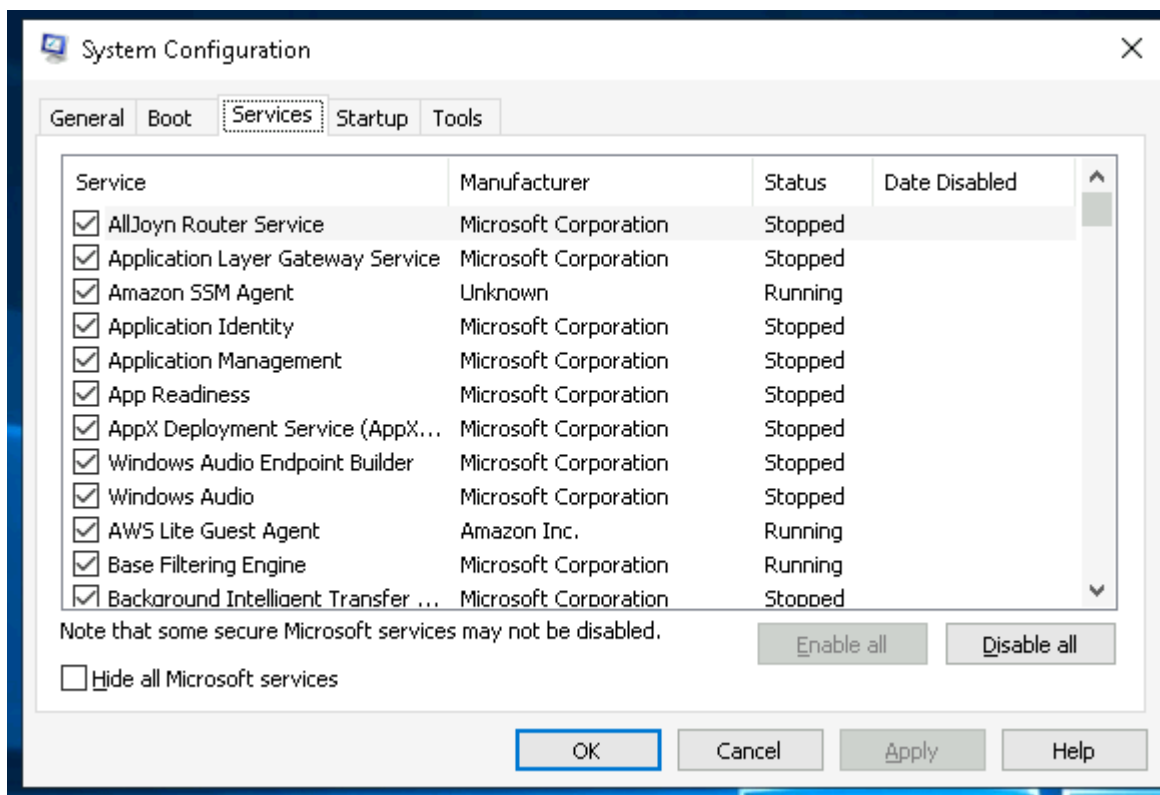 System Configuration
General Boot Services Startup Tools
Service Manufacturer Status Date Disabled
AllJoyn Router Service Microsoft Corporation Stopped
Application Layer Gateway Service Microsoft Corporation Stopped
Amazon SSM Agent Unknown Running
Application Identity Microsoft Corporation Stopped
Application Management Microsoft Corporation Stopped
App Readiness Microsoft Corporation Stopped
AppX Deployment Service (AppX... Microsoft Corporation Stopped
Windows Audio Endpoint Builder Microsoft Corporation Stopped
Windows Audio Microsoft Corporation Stopped
AWS Lite Guest Agent Amazon Inc. Running
Base Filtering Engine Microsoft Corporation Running
Background Intelligent Transfer ... Microsoft Corporation Stopped
Note that some secure Microsoft services may not be disabled.
Enable all Disable all
Hide all Microsoft services
OK Cancel Apply Help